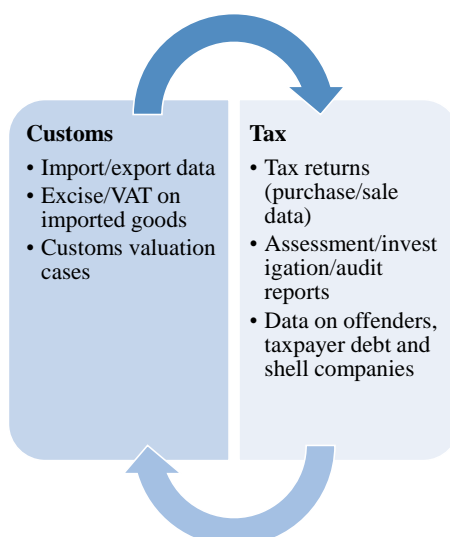 Customs
• Import/export data
• Excise/VAT on
imported goods
• Customs valuation
cases
Tax
• Tax returns
(purchase/sale
data)
• Assessment/invest
igation/audit
reports
• Data on offenders,
taxpayer debt and
shell companies